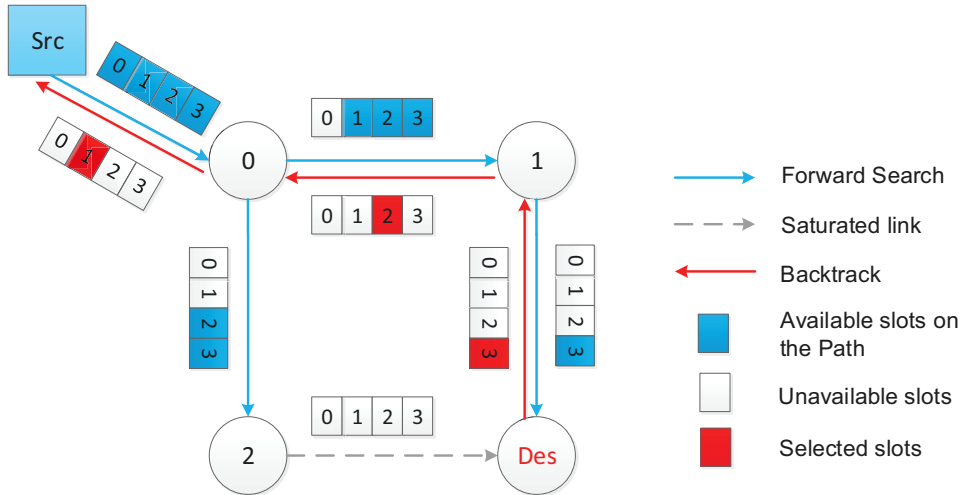 Src
0 1 2 3
0 1 2 3
0
0 1 2 3
1
0 1 2 3
0 1 2 3
0 1 2 3
0 1 2 3
2
0 1 2 3
Des
Forward Search
Saturated link
Backtrack
Available slots on
the Path
Unavailable slots
Selected slots